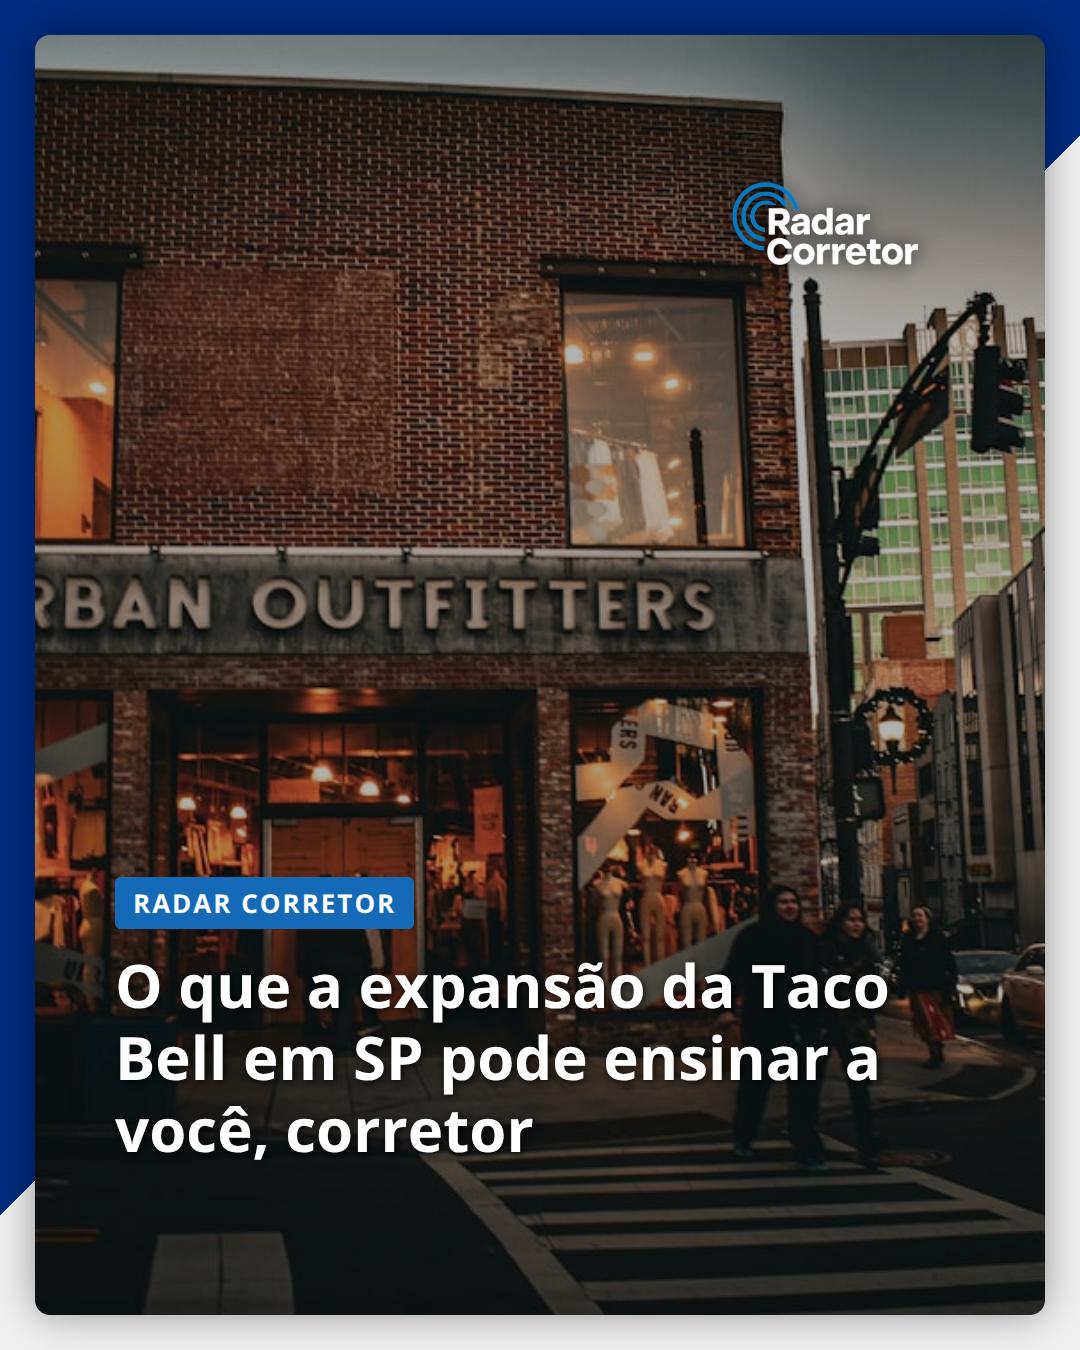 Radar
Corretor
RBAN OUTFITTERS
RADAR CORRETOR
O que a expansão da Taco
Bell em SP pode ensinar a
você, corretor